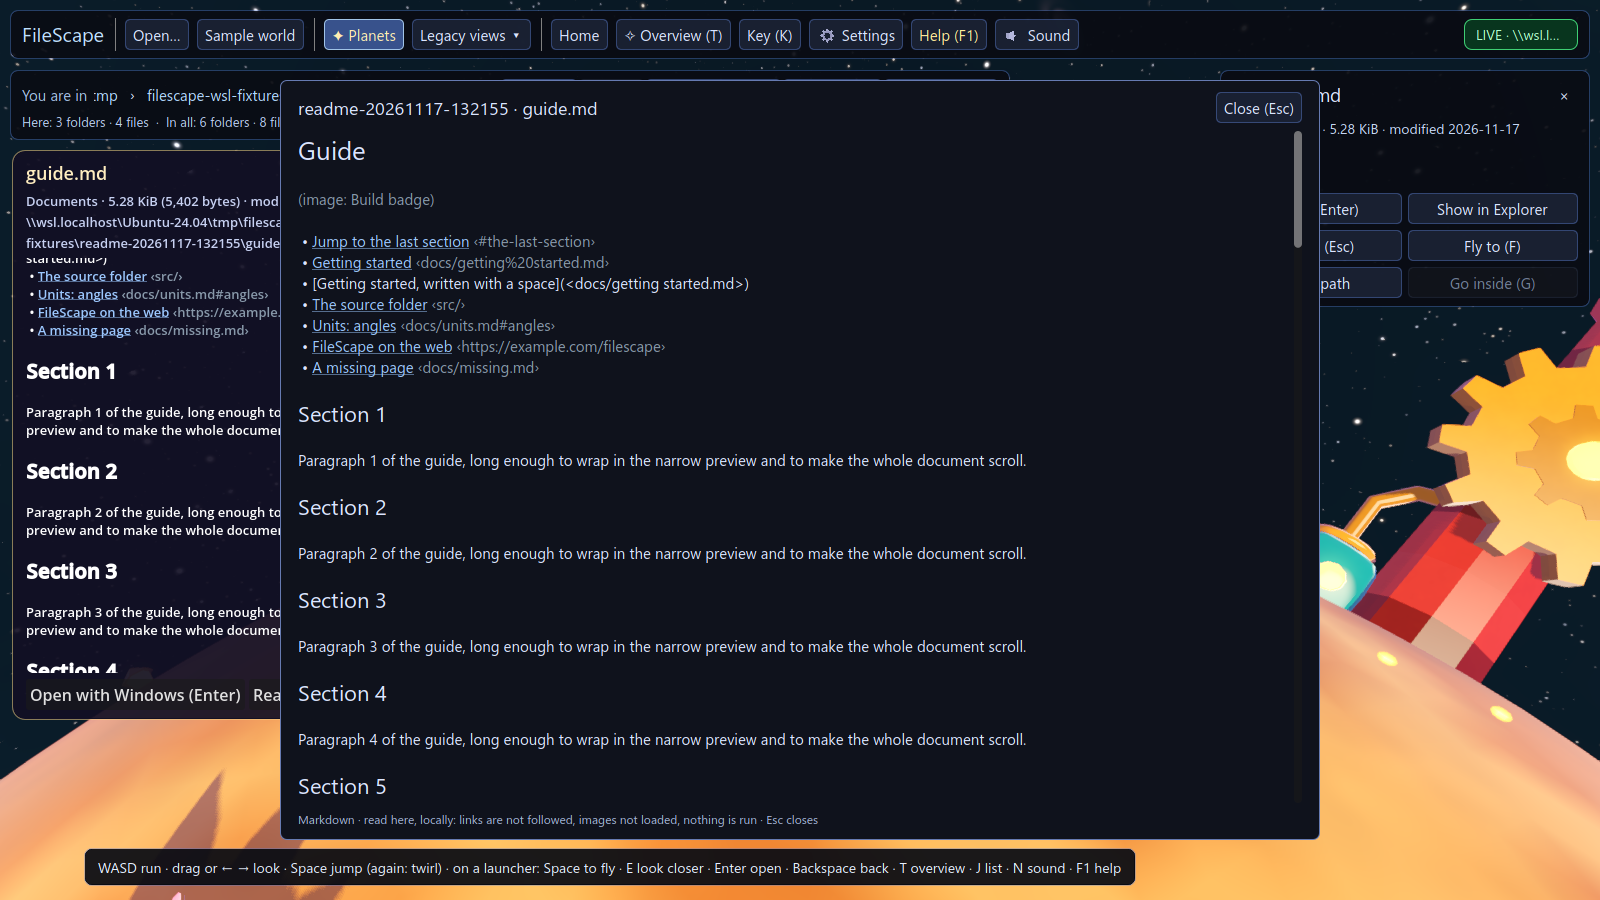 FileScape
Open...
Sample world
✦ Planets
Legacy views ▾
Home
✧ Overview (T)
Key (K)
Settings
Help (F1)
Sound
LIVE · \\wsl.l...
You are in :mp › filescape-wsl-fixture
Here: 3 folders · 4 files · In all: 6 folders · 8 fil
guide.md
Documents · 5.28 KiB (5,402 bytes) · mod
\\wsl.localhost\Ubuntu-24.04\tmp\filesca
fixtures\readme-20261117-132155\guide
started.md>)
• The source folder ‹src/›
• Units: angles ‹docs/units.md#angles›
• FileScape on the web ‹https://example.
• A missing page ‹docs/missing.md›
Section 1
Paragraph 1 of the guide, long enough to
preview and to make the whole documen
Section 2
Paragraph 2 of the guide, long enough to
preview and to make the whole documen
Section 3
Paragraph 3 of the guide, long enough to
preview and to make the whole documen
Section 4
Open with Windows (Enter)
Rea
readme-20261117-132155 · guide.md
Close (Esc)
Guide
(image: Build badge)
• Jump to the last section ‹#the-last-section›
• Getting started ‹docs/getting%20started.md›
• [Getting started, written with a space](<docs/getting started.md>)
• The source folder ‹src/›
• Units: angles ‹docs/units.md#angles›
• FileScape on the web ‹https://example.com/filescape›
• A missing page ‹docs/missing.md›
Section 1
Paragraph 1 of the guide, long enough to wrap in the narrow preview and to make the whole document scroll.
Section 2
Paragraph 2 of the guide, long enough to wrap in the narrow preview and to make the whole document scroll.
Section 3
Paragraph 3 of the guide, long enough to wrap in the narrow preview and to make the whole document scroll.
Section 4
Paragraph 4 of the guide, long enough to wrap in the narrow preview and to make the whole document scroll.
Section 5
Markdown · read here, locally: links are not followed, images not loaded, nothing is run · Esc closes
md
×
· 5.28 KiB · modified 2026-11-17
Enter)
Show in Explorer
(Esc)
Fly to (F)
path
Go inside (G)
WASD run · drag or ← → look · Space jump (again: twirl) · on a launcher: Space to fly · E look closer · Enter open · Backspace back · T overview · J list · N sound · F1 help